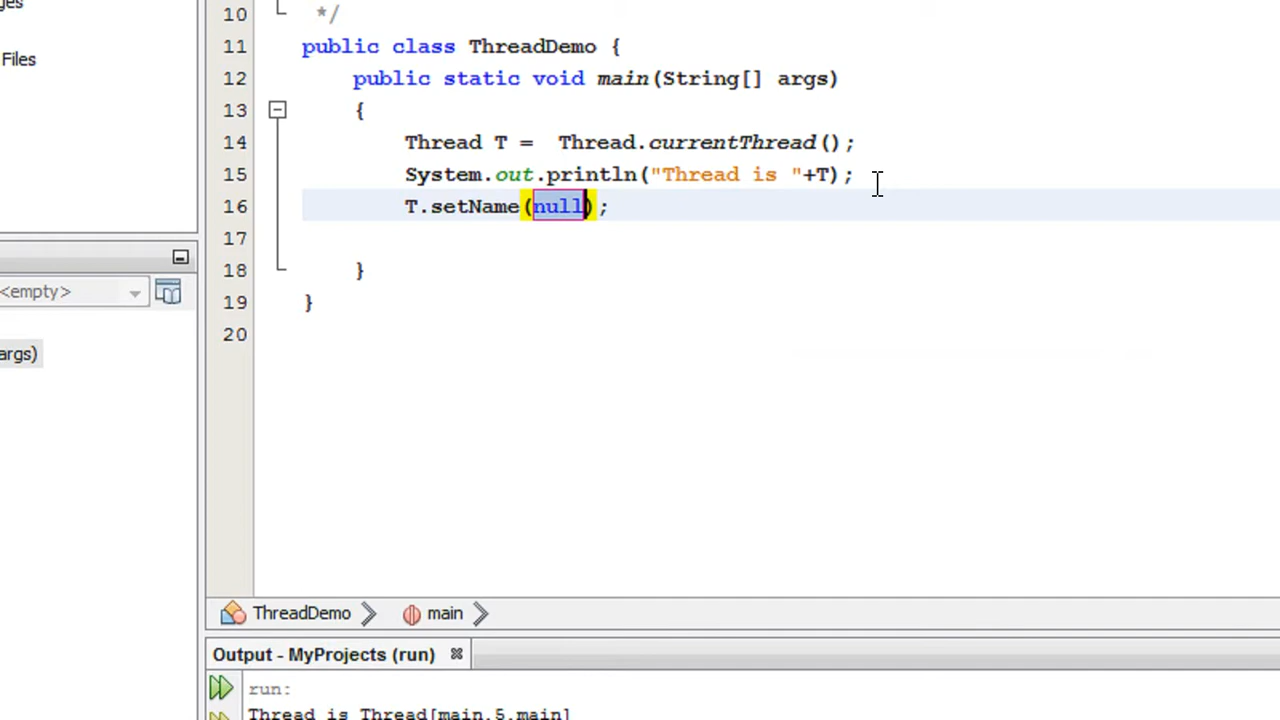 ges
Files
<empty>
args)
10 */
11 public class ThreadDemo {
12 public static void main(String[] args)
13 {
14 Thread T = Thread.currentThread();
15 System.out.println("Thread is "+T);
16 T.setName(null);
17
18 }
19 }
20
ThreadDemo main
Output - MyProjects (run)
run:
Thread is Thread[main,5,main]